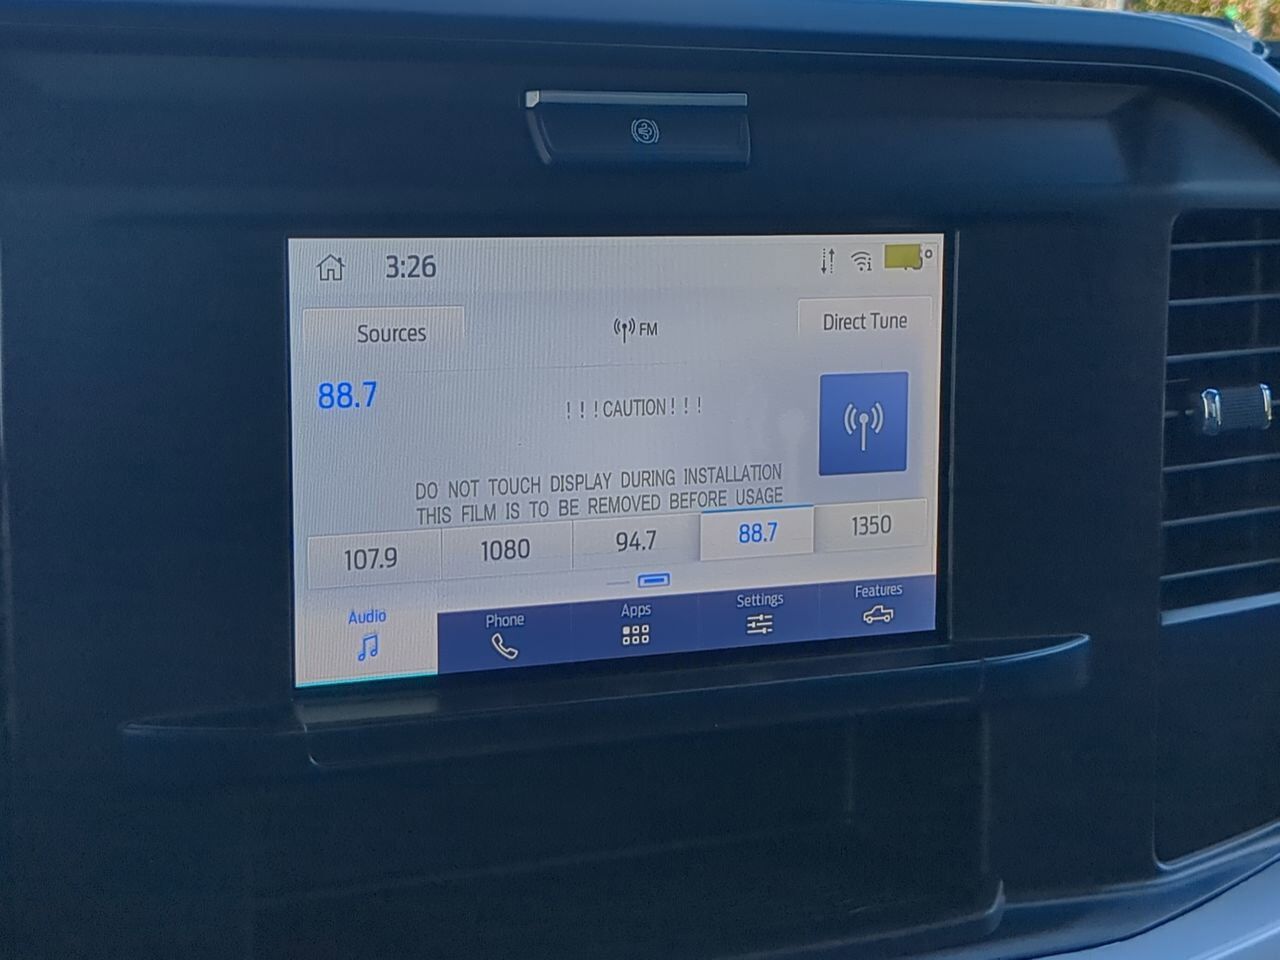 3:26
Sources
FM
Direct Tune
88.7
! ! ! CAUTION ! ! !
DO NOT TOUCH DISPLAY DURING INSTALLATION
THIS FILM IS TO BE REMOVED BEFORE USAGE
107.9 1080 94.7 88.7 1350
Audio Phone Apps Settings Features